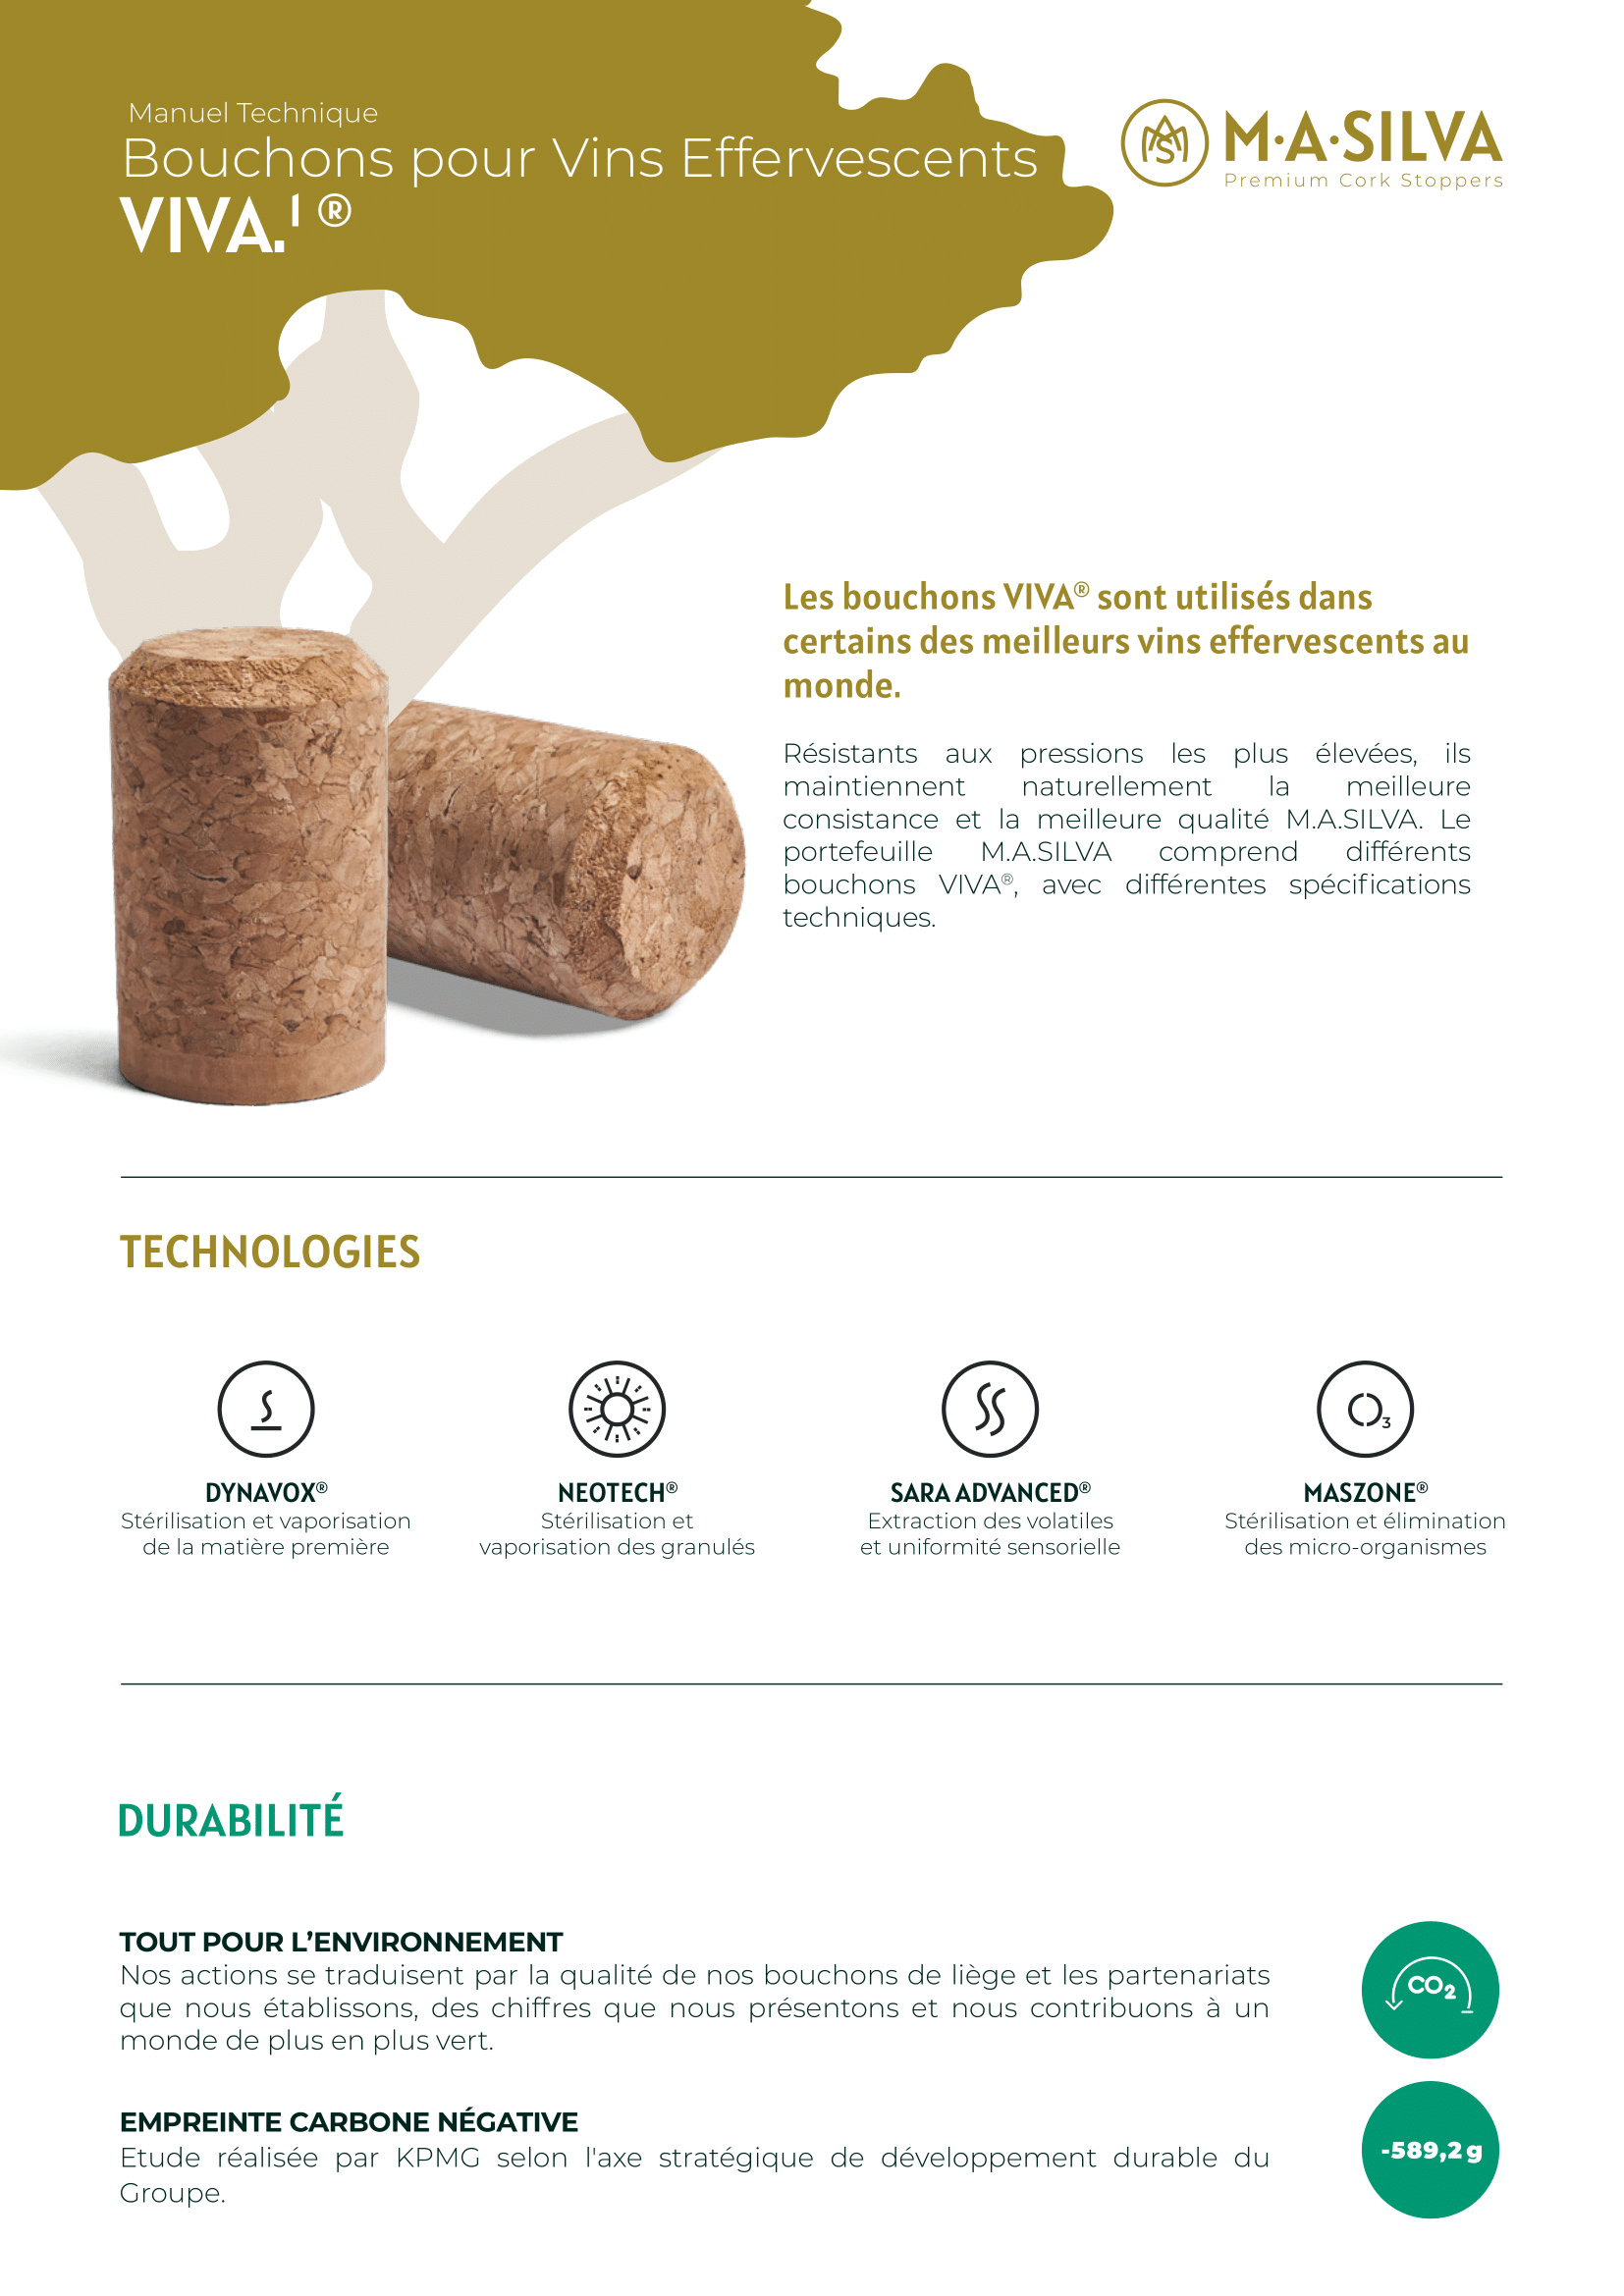 Manuel Technique
Bouchons pour Vins Effervescents
VIVA.¹ ®
M·A·SILVA
Premium Cork Stoppers
Les bouchons VIVA® sont utilisés dans
certains des meilleurs vins effervescents au
monde.
Résistants aux pressions les plus élevées, ils
maintiennent naturellement la meilleure
consistance et la meilleure qualité M.A.SILVA. Le
portefeuille M.A.SILVA comprend différents
bouchons VIVA®, avec différentes spécifications
techniques.
TECHNOLOGIES
O₃
DYNAVOX®
Stérilisation et vaporisation
de la matière première
NEOTECH®
Stérilisation et
vaporisation des granulés
SARA ADVANCED®
Extraction des volatiles
et uniformité sensorielle
MASZONE®
Stérilisation et élimination
des micro-organismes
DURABILITÉ
TOUT POUR L’ENVIRONNEMENT
Nos actions se traduisent par la qualité de nos bouchons de liège et les partenariats
que nous établissons, des chiffres que nous présentons et nous contribuons à un
monde de plus en plus vert.
CO₂
EMPREINTE CARBONE NÉGATIVE
Etude réalisée par KPMG selon l'axe stratégique de développement durable du
Groupe.
-589,2 g